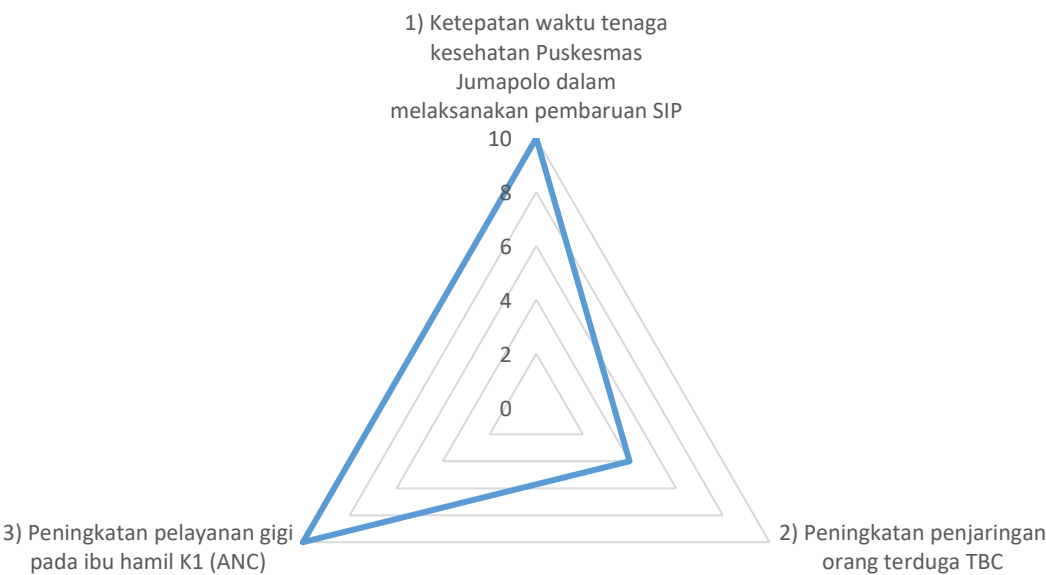 1) Ketepatan waktu tenaga
kesehatan Puskesmas
Jumapolo dalam
melaksanakan pembaruan SIP
10
8
6
4
2
0
3) Peningkatan pelayanan gigi
pada ibu hamil K1 (ANC)
2) Peningkatan penjaringan
orang terduga TBC